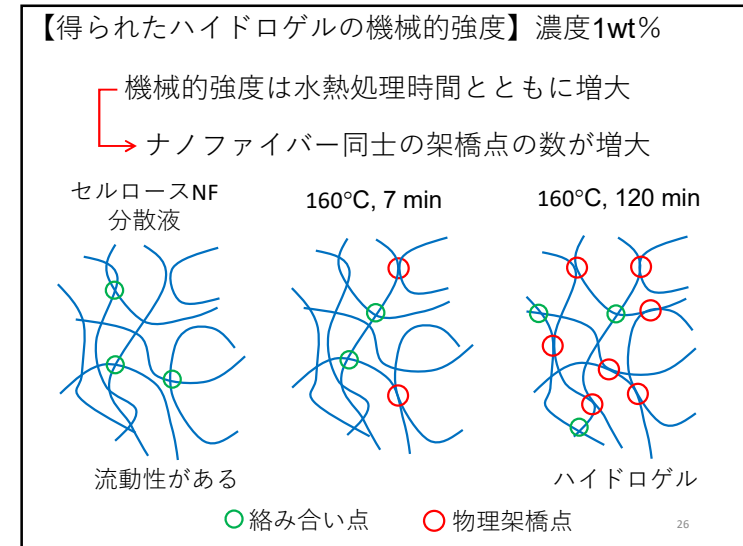 【得られたハイドロゲルの機械的強度】濃度1wt%
機械的強度は水熱処理時間とともに増大
ナノファイバー同士の架橋点の数が増大
セルロースNF
分散液
160°C, 7 min
160°C, 120 min
流動性がある
ハイドロゲル
絡み合い点
物理架橋点
26